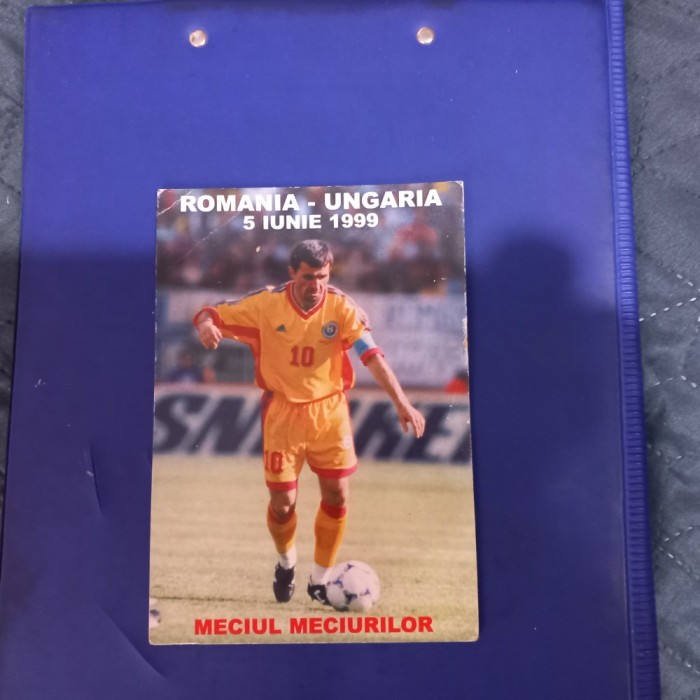 ROMANIA - UNGARIA
5 IUNIE 1999
10
10
MECIUL MECIURILOR